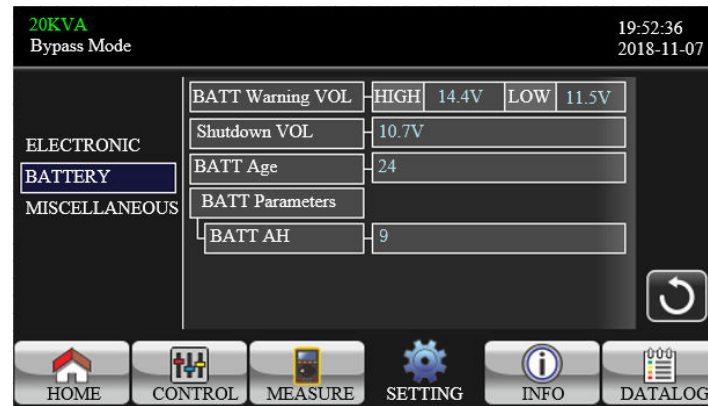 20KVA
19:52:36
Bypass Mode
2018-11-07
BATT Warning VOL HIGH 14.4V LOW 11.5V
Shutdown VOL 10.7V
ELECTRONIC
BATT Age 24
BATTERY
BATT Parameters
MISCELLANEOUS
BATT AH 9
HOME CONTROL MEASURE SETTING INFO DATALOG